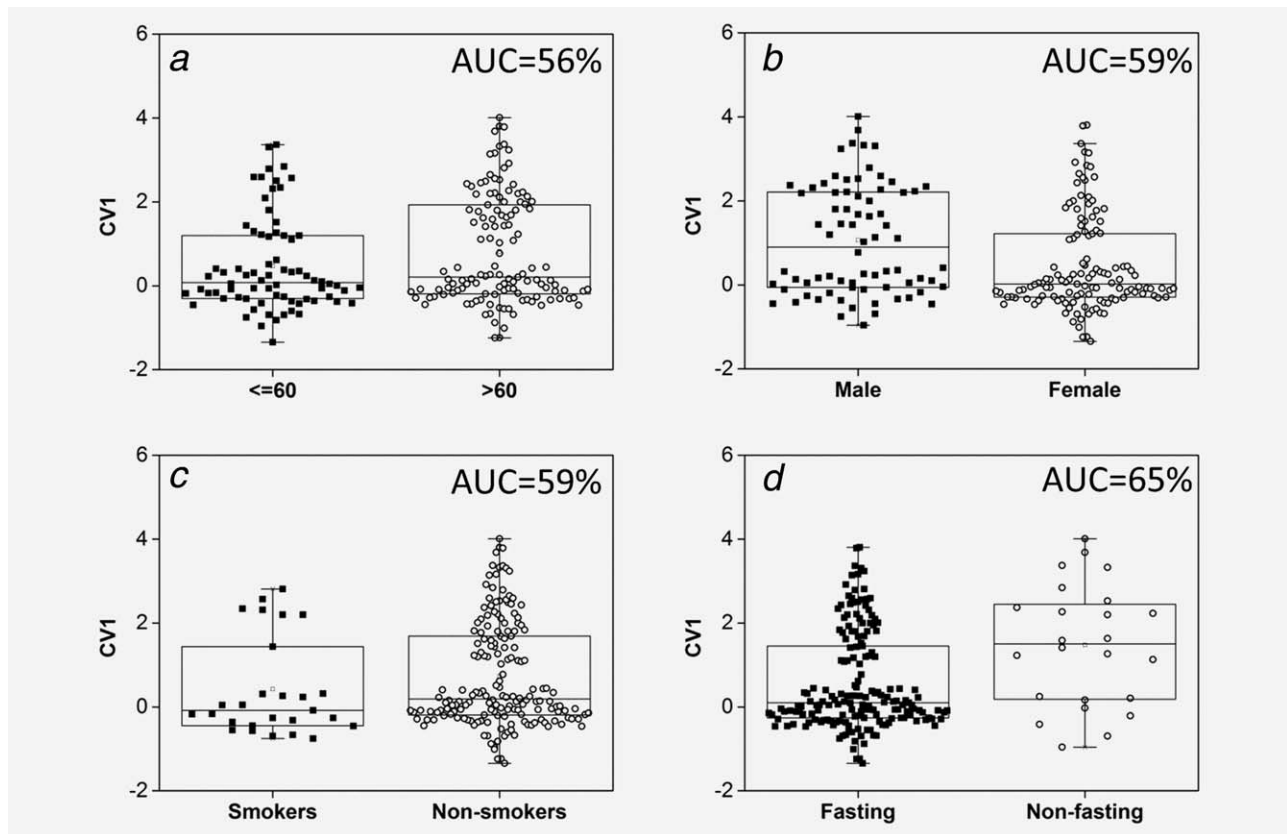 a
AUC=56%
6
4
2
0
-2
CV1
<=60
>60
b
AUC=59%
6
4
2
0
-2
CV1
Male
Female
c
AUC=59%
6
4
2
0
-2
CV1
Smokers
Non-smokers
d
AUC=65%
6
4
2
0
-2
CV1
Fasting
Non-fasting